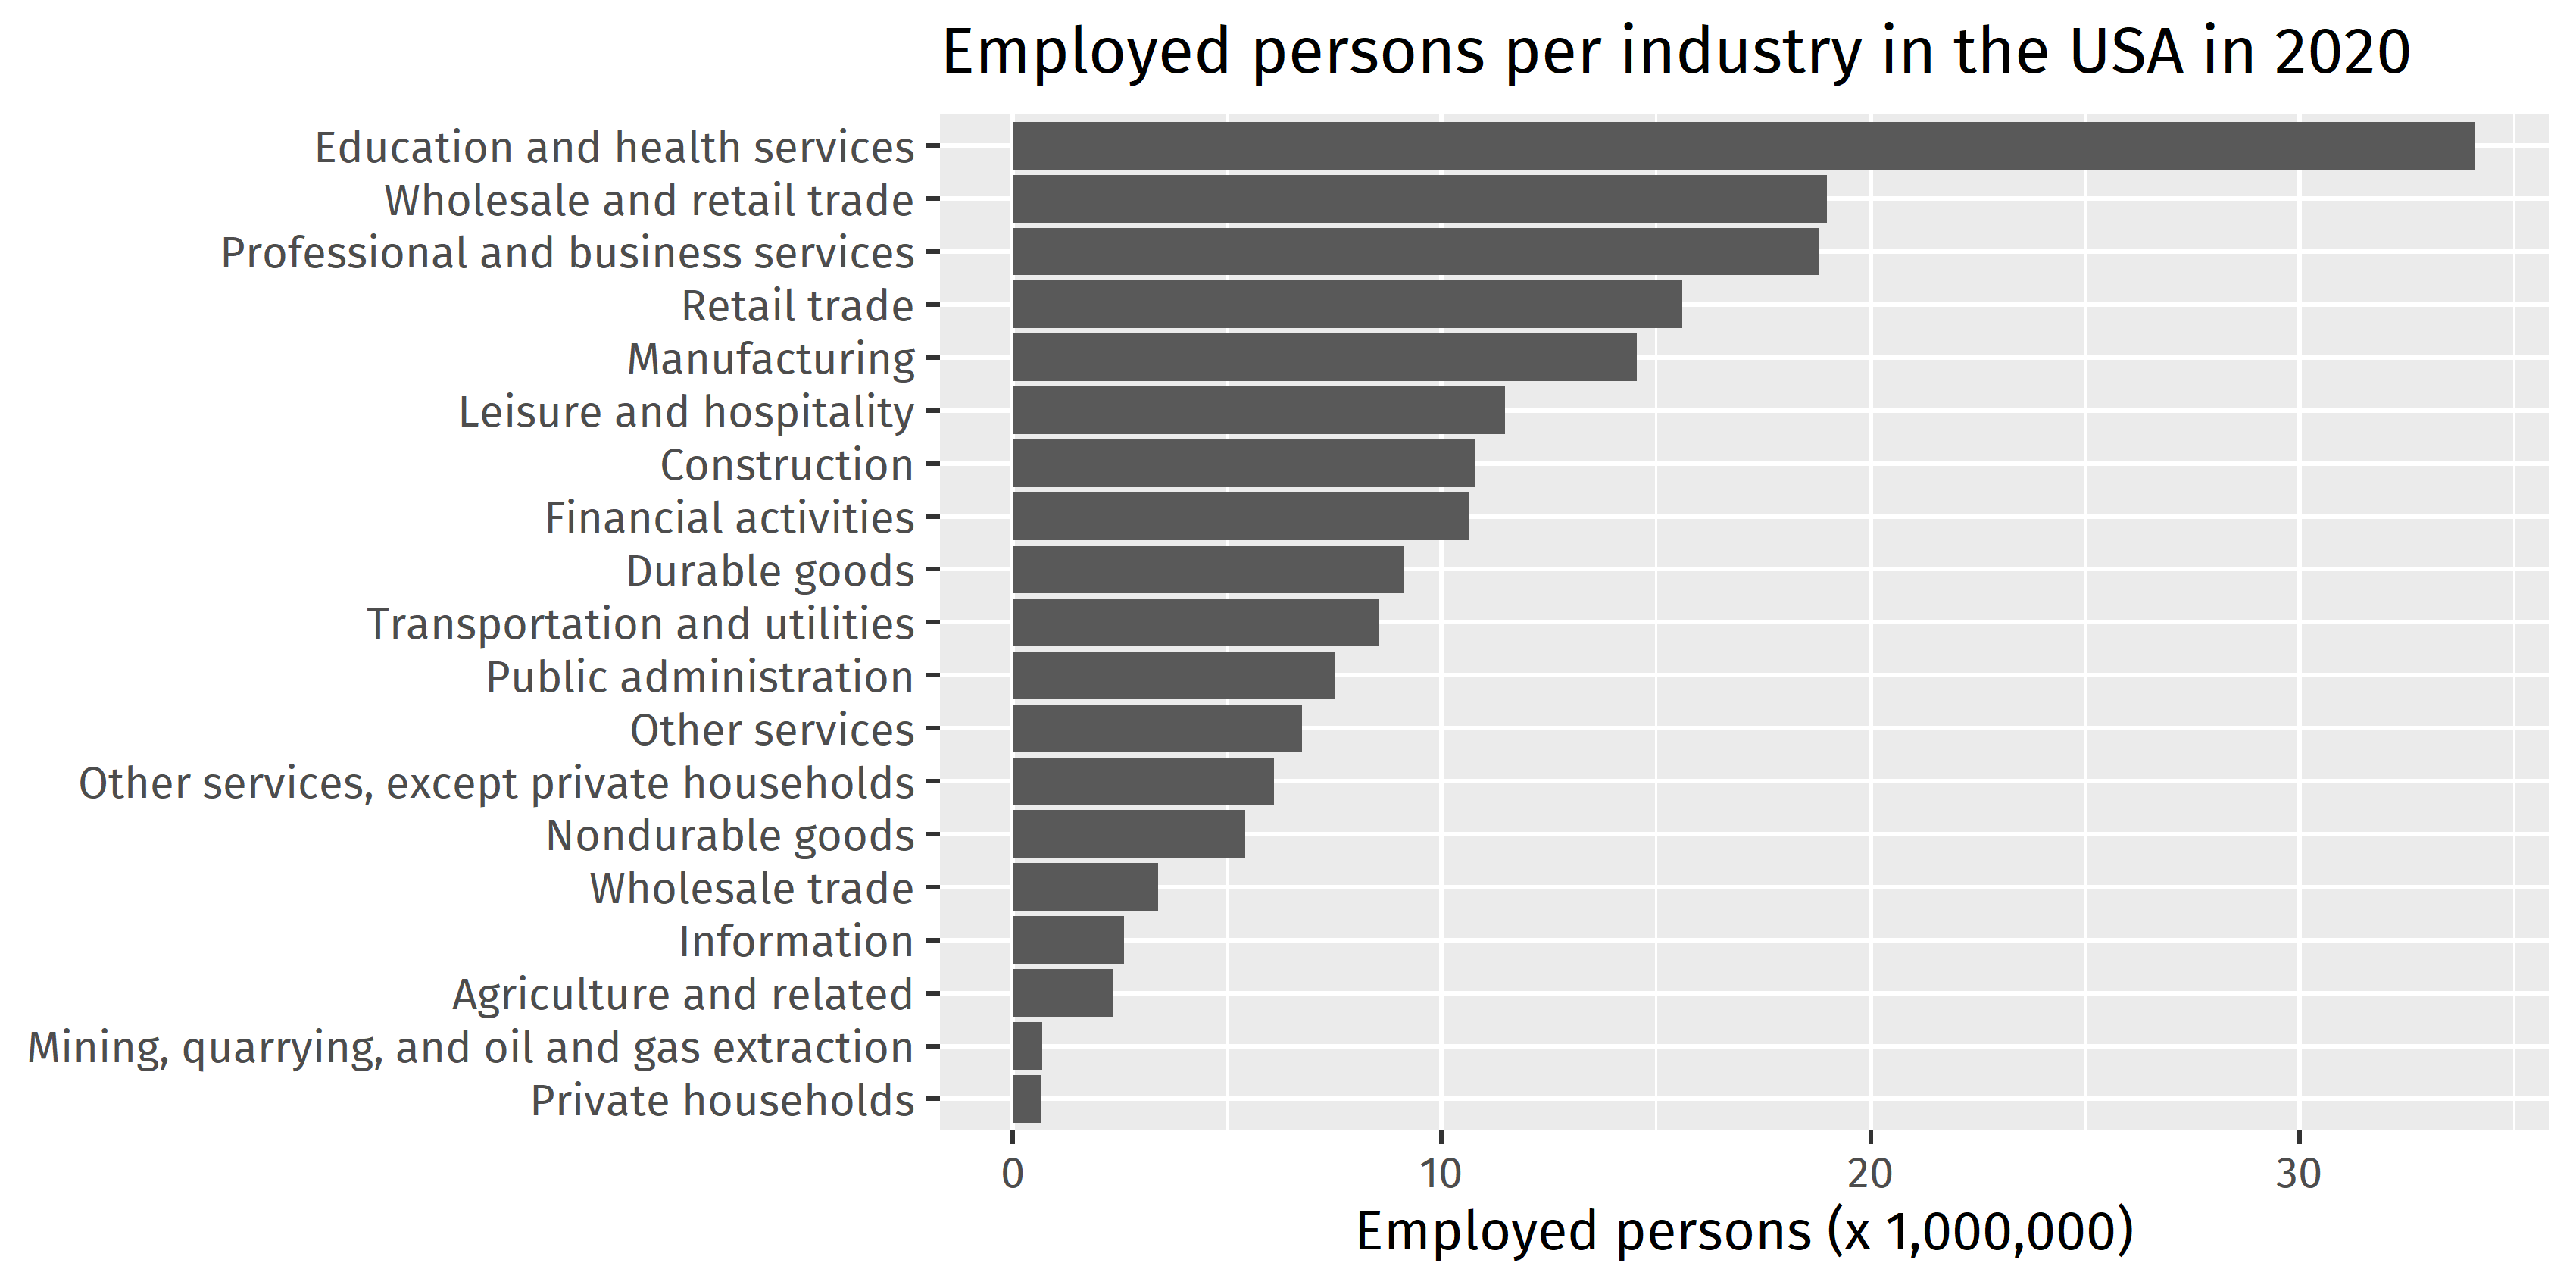 Employed persons per industry in the USA in 2020
Education and health services
Wholesale and retail trade
Professional and business services
Retail trade
Manufacturing
Leisure and hospitality
Construction
Financial activities
Durable goods
Transportation and utilities
Public administration
Other services
Other services, except private households
Nondurable goods
Wholesale trade
Information
Agriculture and related
Mining, quarrying, and oil and gas extraction
Private households
0 10 20 30
Employed persons (x 1,000,000)